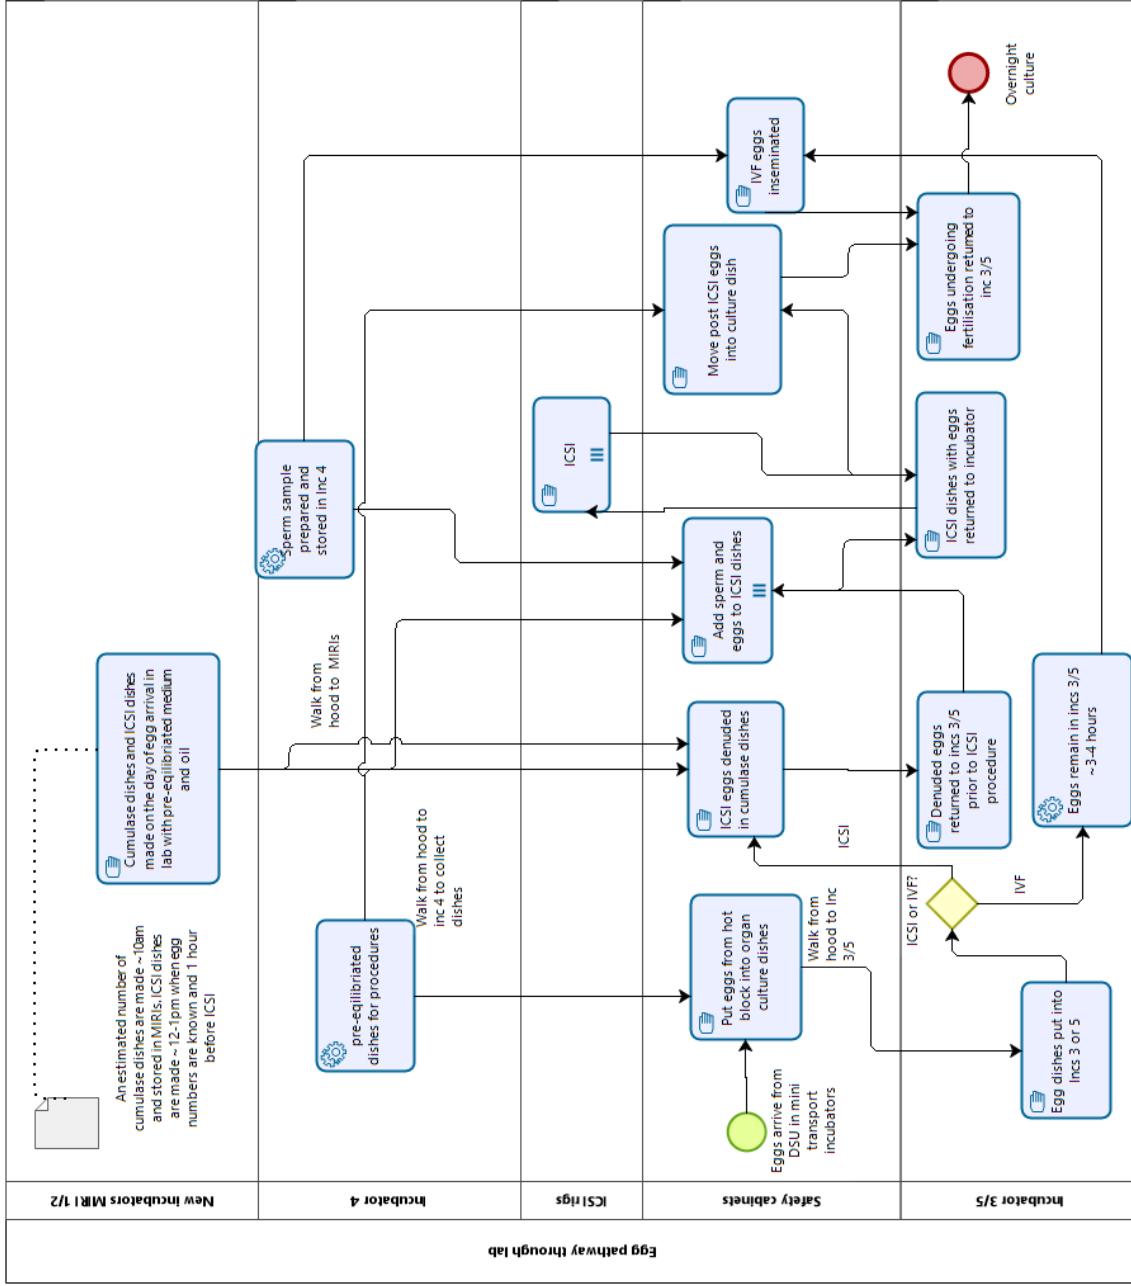 Egg pathway through lab
New incubators MIRI 1/2
An estimated number of
cumulase dishes are made ~10am
and stored in MIRIs. ICSI dishes
are made ~ 12-1pm when egg
numbers are known and 1 hour
before ICSI
Cumulase dishes and ICSI dishes
made on the day of egg arrival in
lab with pre-eqilibriated medium
and oil
Incubator 4
pre-eqilibriated
dishes for procedures
Walk from hood to
inc 4 to collect
dishes
Walk from
hood to MIRIs
Sperm sample
prepared and
stored in Inc 4
ICSI rigs
ICSI
Safety cabinets
Eggs arrive from
DSU in mini
transport
incubators
Put eggs from hot
block into organ
culture dishes
Walk from
hood to Inc
3/5
ICSI eggs denuded
in cumulase dishes
ICSI
Add sperm and
eggs to ICSI dishes
Move post ICSI eggs
into culture dish
IVF eggs
inseminated
Incubator 3/5
Egg dishes put into
Incs 3 or 5
ICSI or IVF?
IVF
Denuded eggs
returned to incs 3/5
prior to ICSI
procedure
Eggs remain in incs 3/5
~3-4 hours
ICSI dishes with eggs
returned to incubator
Eggs undergoing
fertilisation returned to
inc 3/5
Overnight
culture